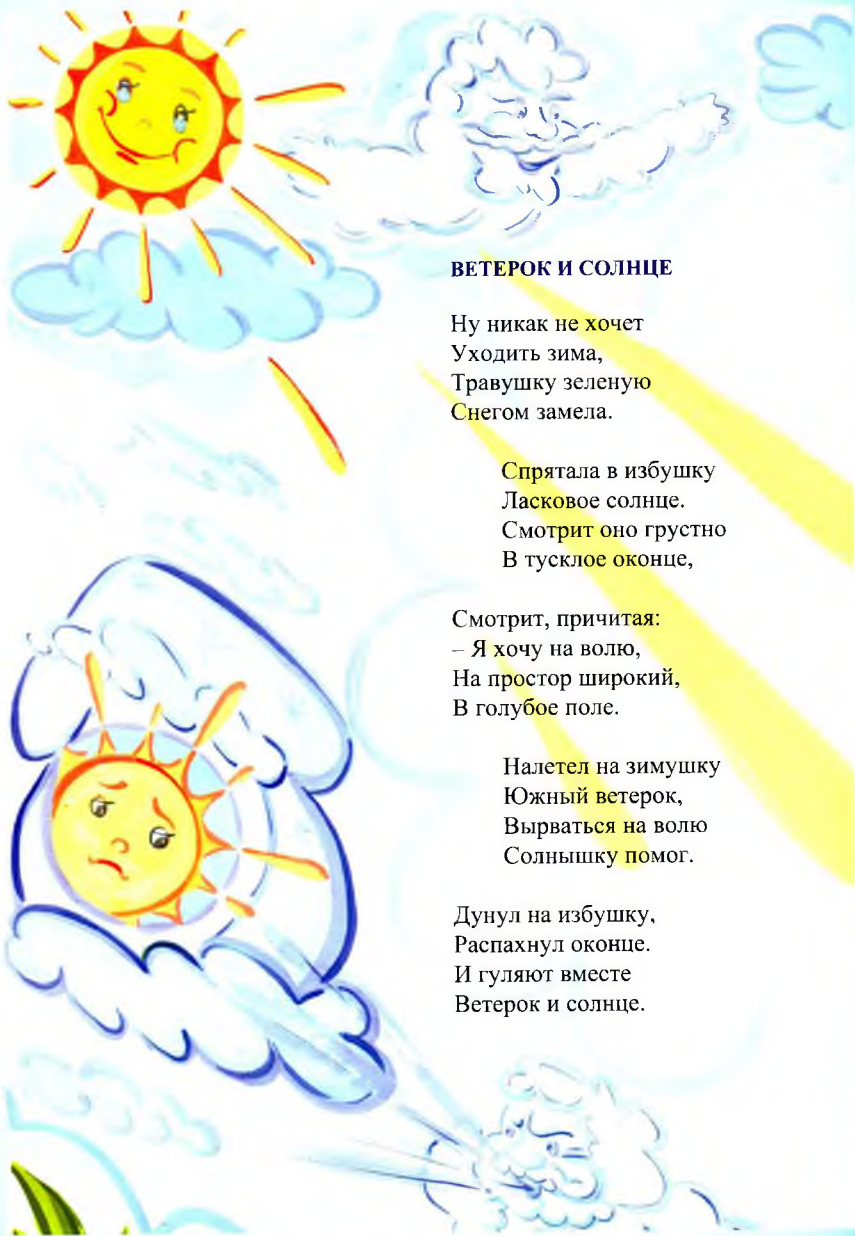 ВЕТЕРОК И СОЛНЦЕ
Ну никак не хочет
Уходить зима,
Травушку зеленую
Снегом замела.
Спрятала в избушку
Ласковое солнце.
Смотрит оно грустно
В тусклое оконце,
Смотрит, причитая:
– Я хочу на волю,
На простор широкий,
В голубое поле.
Налетел на зимушку
Южный ветерок,
Вырваться на волю
Солнышку помог.
Дунул на избушку,
Распахнул оконце.
И гуляют вместе
Ветерок и солнце.